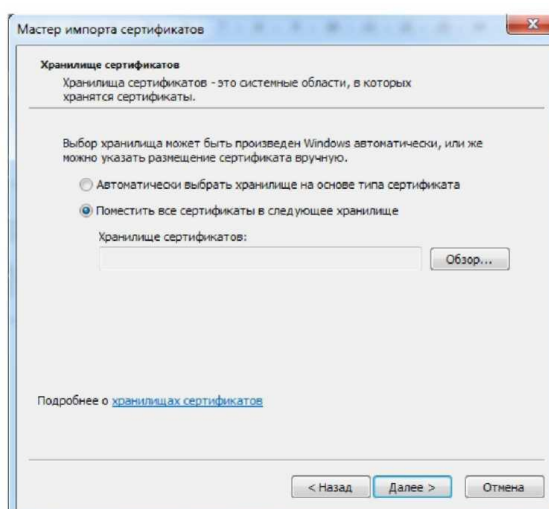 Мастер импорта сертификатов
Хранилище сертификатов
Хранилища сертификатов - это системные области, в которых
хранятся сертификаты.
Выбор хранилища может быть произведен Windows автоматически, или же
можно указать размещение сертификата вручную.
Автоматически выбрать хранилище на основе типа сертификата
Поместить все сертификаты в следующее хранилище
Хранилище сертификатов:
Обзор...
Подробнее о хранилищах сертификатов
< Назад Далее > Отмена